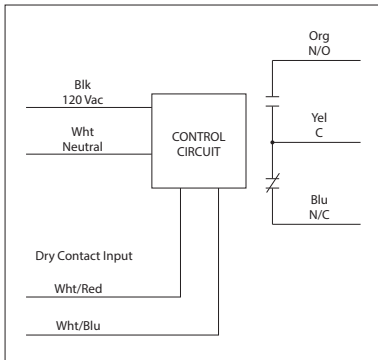 Org
N/O
Blk
120 Vac
Yel
C
Wht
Neutral
CONTROL
CIRCUIT
Blu
N/C
Dry Contact Input
Wht/Red
Wht/Blu